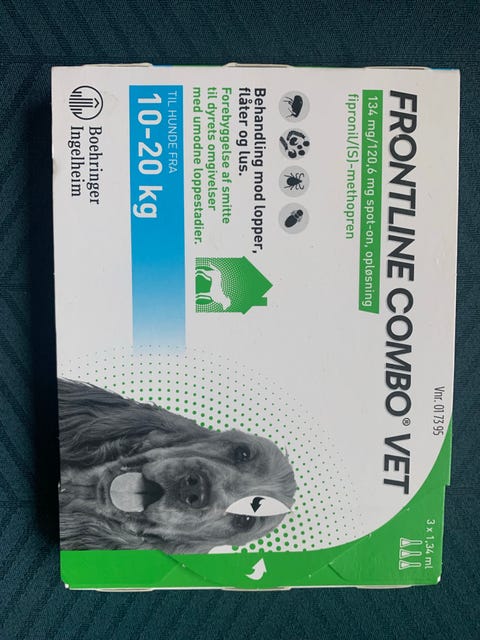 Vnr. 01 73 95
FRONTLINE COMBO® VET
134 mg/120,6 mg spot-on, opløsning
fipronil/(S)-methopren
3 x 1,34 ml
Behandling mod lopper,
flåter og lus.
Forebyggelse af smitte
til dyrets omgivelser
med umodne loppestadier.
TIL HUNDE FRA
10-20 kg
Boehringer
Ingelheim